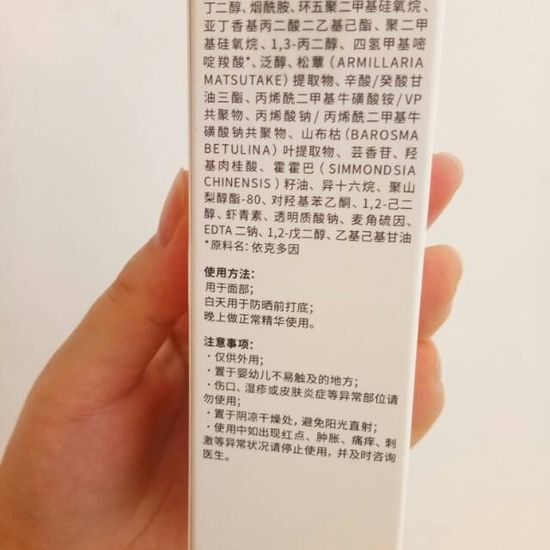 丁二醇、烟酰胺、环五聚二甲基硅氧烷、
亚丁香基丙二酸二乙基己酯、聚二甲
基硅氧烷、1,3-丙二醇、四氢甲基嘧
啶羧酸*、泛醇、松蕈(ARMILLARIA
MATSUTAKE)提取物、辛酸/癸酸甘
油三酯、丙烯酰二甲基牛磺酸铵/VP
共聚物、丙烯酸钠/丙烯酰二甲基牛
磺酸钠共聚物、山布枯(BAROSMA
BETULINA)叶提取物、芸香苷、羟
基肉桂酸、霍霍巴(SIMMONDSIA
CHINENSIS)籽油、异十六烷、聚山
梨醇酯-80、对羟基苯乙酮、1,2-己二
醇、虾青素、透明质酸钠、麦角硫因、
EDTA二钠、1,2-戊二醇、乙基己基甘油
*原料名:依克多因
使用方法:
用于面部;
白天用于防晒前打底;
晚上做正常精华使用。
注意事项:
·仅供外用;
·置于婴幼儿不易触及的地方;
·伤口、湿疹或皮肤炎症等异常部位请
勿使用;
·置于阴凉干燥处,避免阳光直射;
·使用中如出现红点、肿胀、痛痒、刺
激等异常状况请停止使用,并及时咨询
医生。